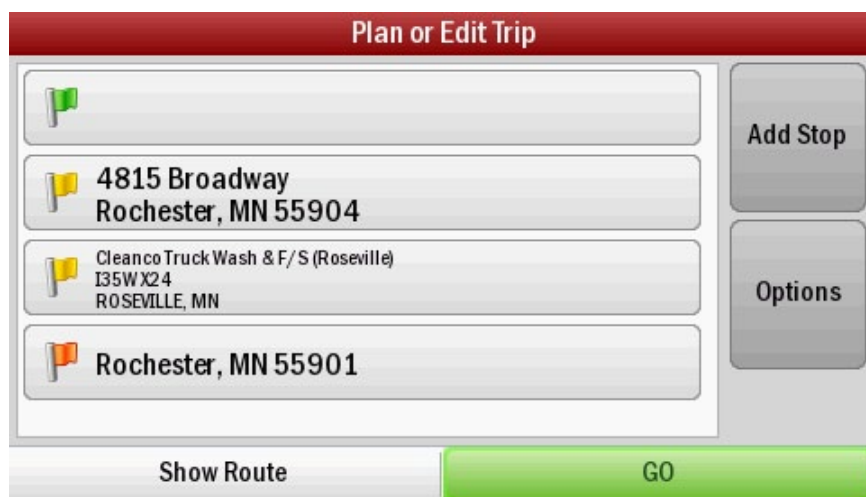 Plan or Edit Trip
Add Stop
4815 Broadway
Rochester, MN 55904
Cleanco Truck Wash & F/S (Roseville)
I35W X24
ROSEVILLE, MN
Options
Rochester, MN 55901
Show Route
GO